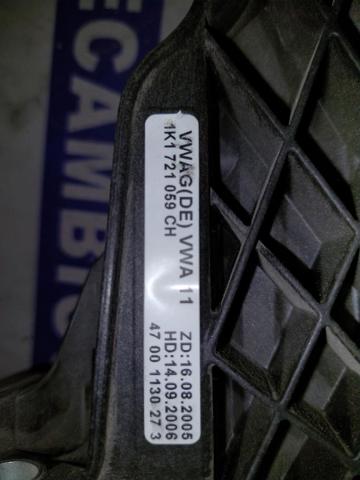 VWAG(DE) VWA 11
1K1 721 059 CH
ZD:16.08.2005
HD:14.09.2006
47 00 1130 27 3
ECAMBIO